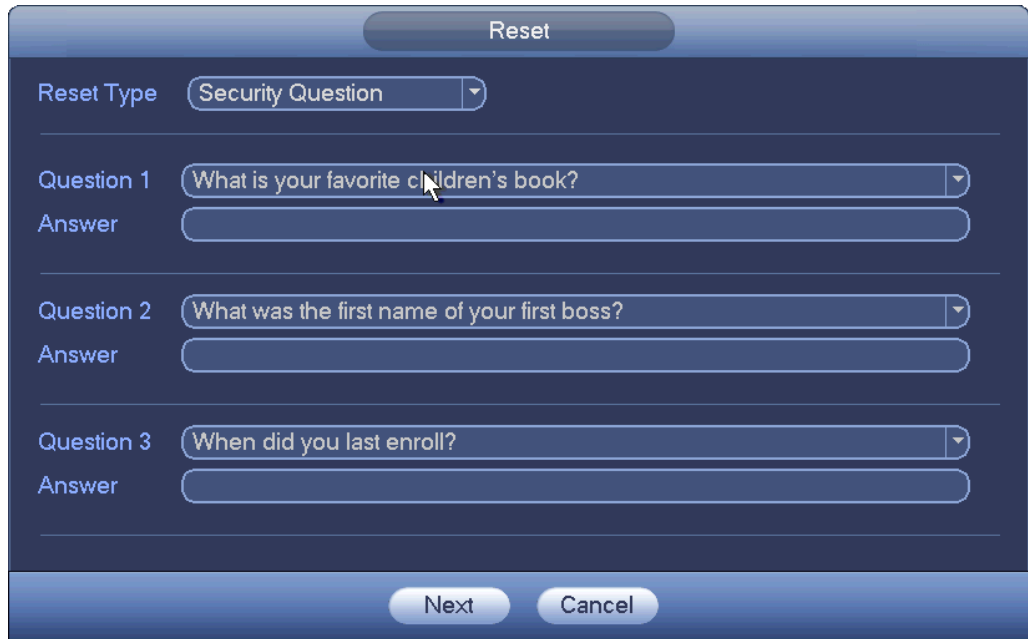 Reset
Reset Type Security Question
Question 1 What is your favorite children's book?
Answer
Question 2 What was the first name of your first boss?
Answer
Question 3 When did you last enroll?
Answer
Next Cancel